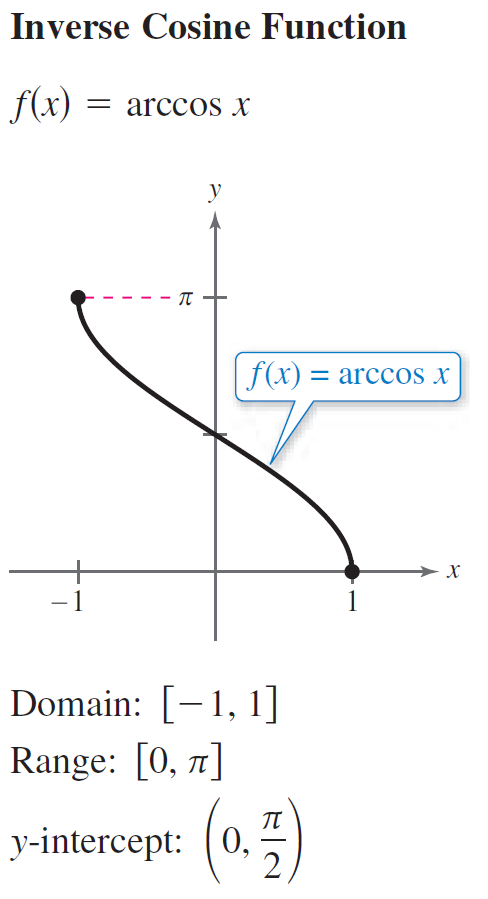 Inverse Cosine Function
f(x) = arccos x
y
π
f(x) = arccos x
x
−1
1
Domain: [−1, 1]
Range: [0, π]
y-intercept: (0, π/2)